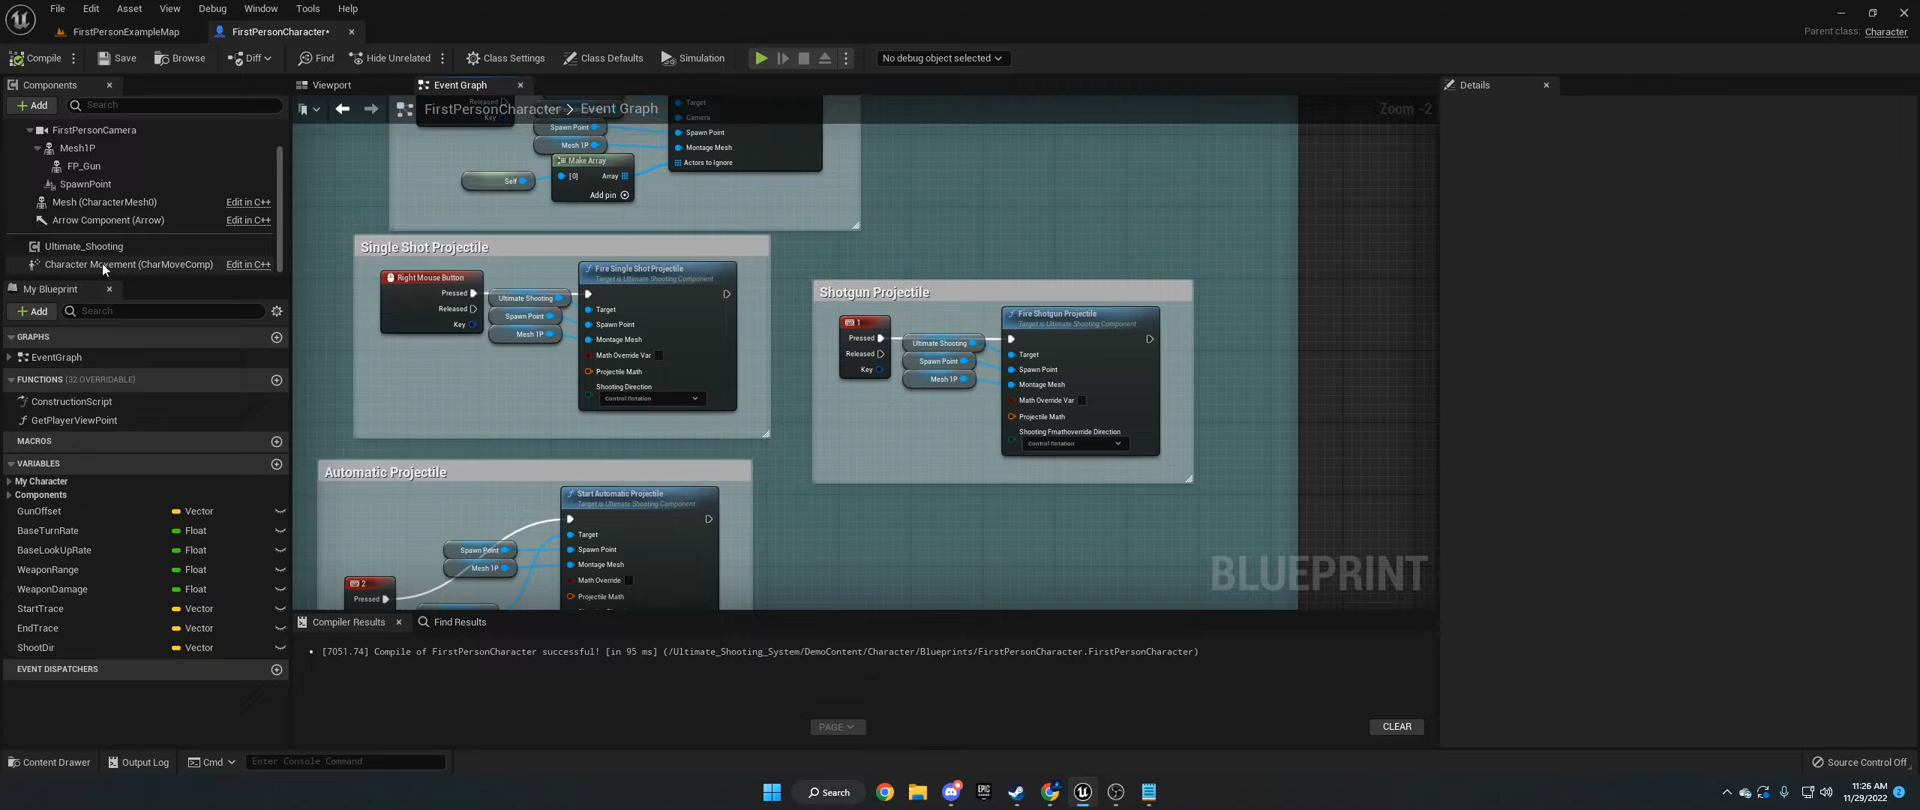 File Edit Asset View Debug Window Tools Help
FirstPersonExampleMap
FirstPersonCharacter*
Parent class: Character
Compile Save Browse Diff Find Hide Unrelated Class Settings Class Defaults Simulation No debug object selected
Components
Add Search
FirstPersonCamera
Mesh1P
FP_Gun
SpawnPoint
Mesh (CharacterMesh0) Edit in C++
Arrow Component (Arrow) Edit in C++
Ultimate_Shooting
Character Movement (CharMoveComp) Edit in C++
My Blueprint
Add Search
GRAPHS
EventGraph
FUNCTIONS (32 OVERRIDABLE)
ConstructionScript
GetPlayerViewPoint
MACROS
VARIABLES
My Character
Components
GunOffset Vector
BaseTurnRate Float
BaseLookUpRate Float
WeaponRange Float
WeaponDamage Float
StartTrace Vector
EndTrace Vector
ShootDir Vector
EVENT DISPATCHERS
Viewport
Event Graph
FirstPersonCharacter > Event Graph
Zoom -2
Released
Key
Spawn Point
Mesh 1P
Target
Camera
Spawn Point
Montage Mesh
Actors to Ignore
Self
Make Array
[0] Array
Add pin
Single Shot Projectile
Right Mouse Button
Pressed
Released
Key
Ultimate Shooting
Spawn Point
Mesh 1P
Fire Single Shot Projectile
Target is Ultimate Shooting Component
Target
Spawn Point
Montage Mesh
Math Override Var
Projectile Math
Shooting Direction
Control Rotation
Shotgun Projectile
1
Pressed
Released
Key
Ultimate Shooting
Spawn Point
Mesh 1P
Fire Shotgun Projectile
Target is Ultimate Shooting Component
Target
Spawn Point
Montage Mesh
Math Override Var
Projectile Math
Shooting Fmathoverride Direction
Control Rotation
Automatic Projectile
2
Pressed
Spawn Point
Mesh 1P
Start Automatic Projectile
Target is Ultimate Shooting Component
Target
Spawn Point
Montage Mesh
Math Override
Projectile Math
BLUEPRINT
Details
Compiler Results
Find Results
[7051.74] Compile of FirstPersonCharacter successful! [in 95 ms] (/Ultimate_Shooting_System/DemoContent/Character/Blueprints/FirstPersonCharacter.FirstPersonCharacter)
PAGE
CLEAR
Content Drawer Output Log Cmd Enter Console Command
Source Control Off
Search
EPIC GAMES
11:26 AM
11/29/2022
2